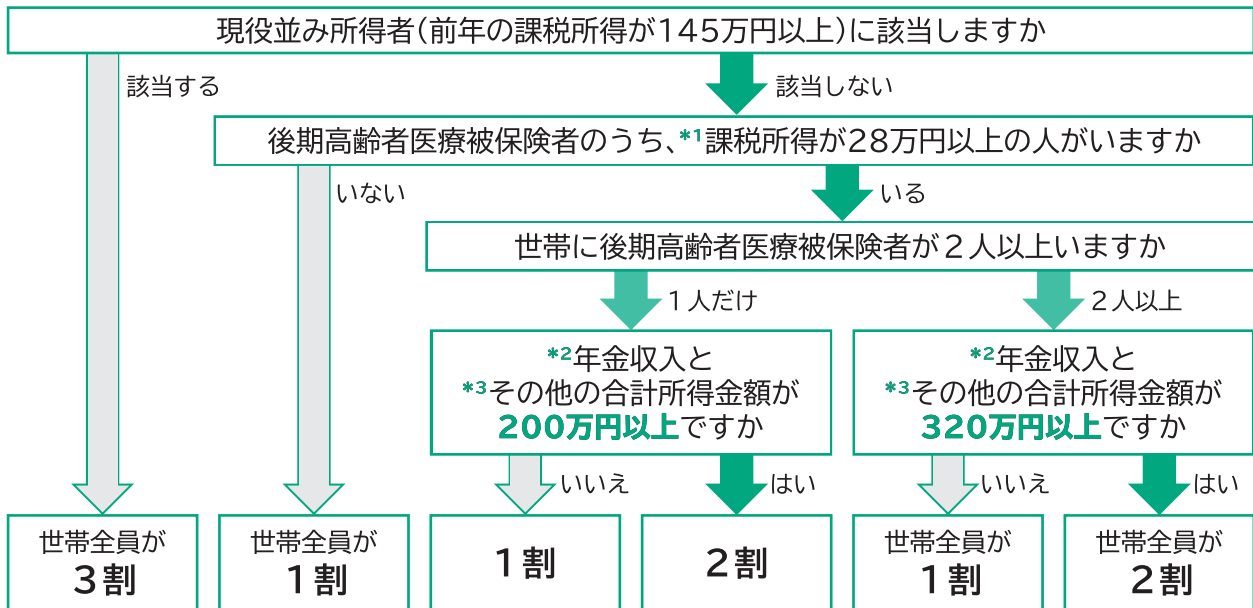 現役並み所得者(前年の課税所得が145万円以上)に該当しますか
該当する
該当しない
後期高齢者医療被保険者のうち、*1課税所得が28万円以上の人がいますか
いない
いる
世帯に後期高齢者医療被保険者が2人以上いますか
1人だけ
2人以上
*2年金収入と
*3その他の合計所得金額が
200万円以上ですか
*2年金収入と
*3その他の合計所得金額が
320万円以上ですか
いいえ
はい
いいえ
はい
世帯全員が
3割
世帯全員が
1割
1割
2割
世帯全員が
1割
世帯全員が
2割